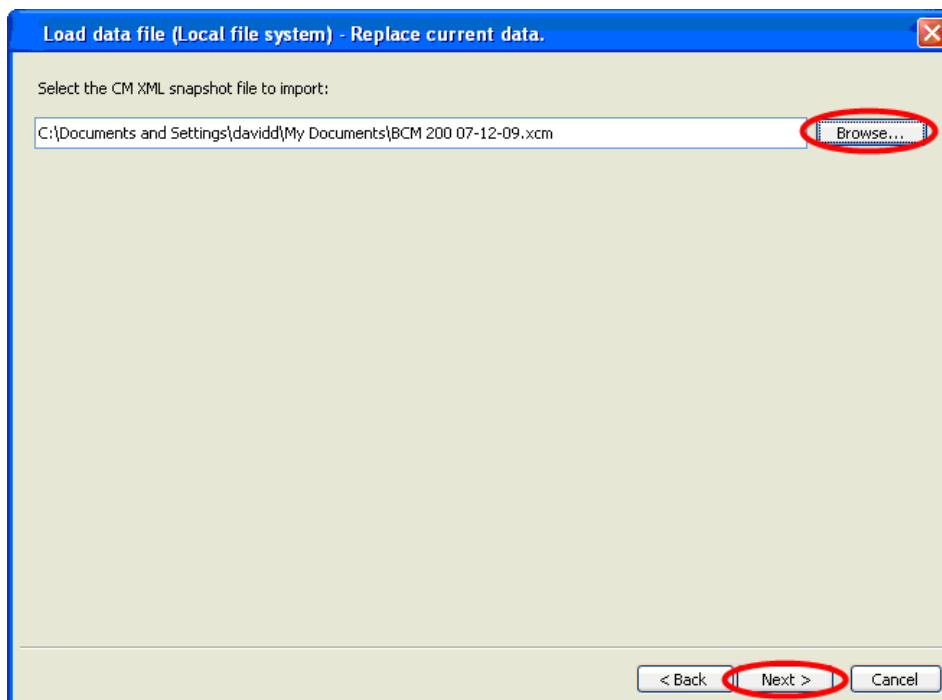 Load data file (Local file system) - Replace current data.
Select the CM XML snapshot file to import:
C:\Documents and Settings\davidd\My Documents\BCM 200 07-12-09.xcm
Browse...
< Back
Next >
Cancel